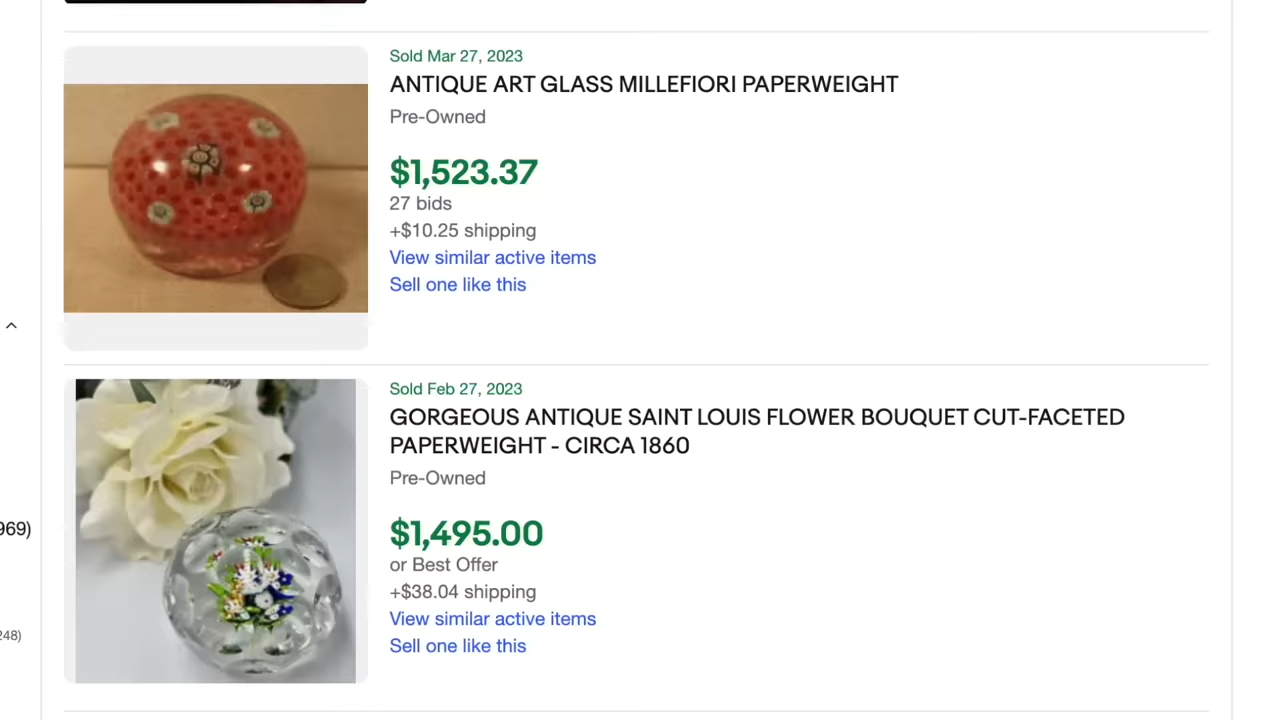 Sold Mar 27, 2023
ANTIQUE ART GLASS MILLEFIORI PAPERWEIGHT
Pre-Owned
$1,523.37
27 bids
+$10.25 shipping
View similar active items
Sell one like this
Sold Feb 27, 2023
GORGEOUS ANTIQUE SAINT LOUIS FLOWER BOUQUET CUT-FACETED
PAPERWEIGHT - CIRCA 1860
Pre-Owned
969)
$1,495.00
or Best Offer
+$38.04 shipping
View similar active items
248)
Sell one like this